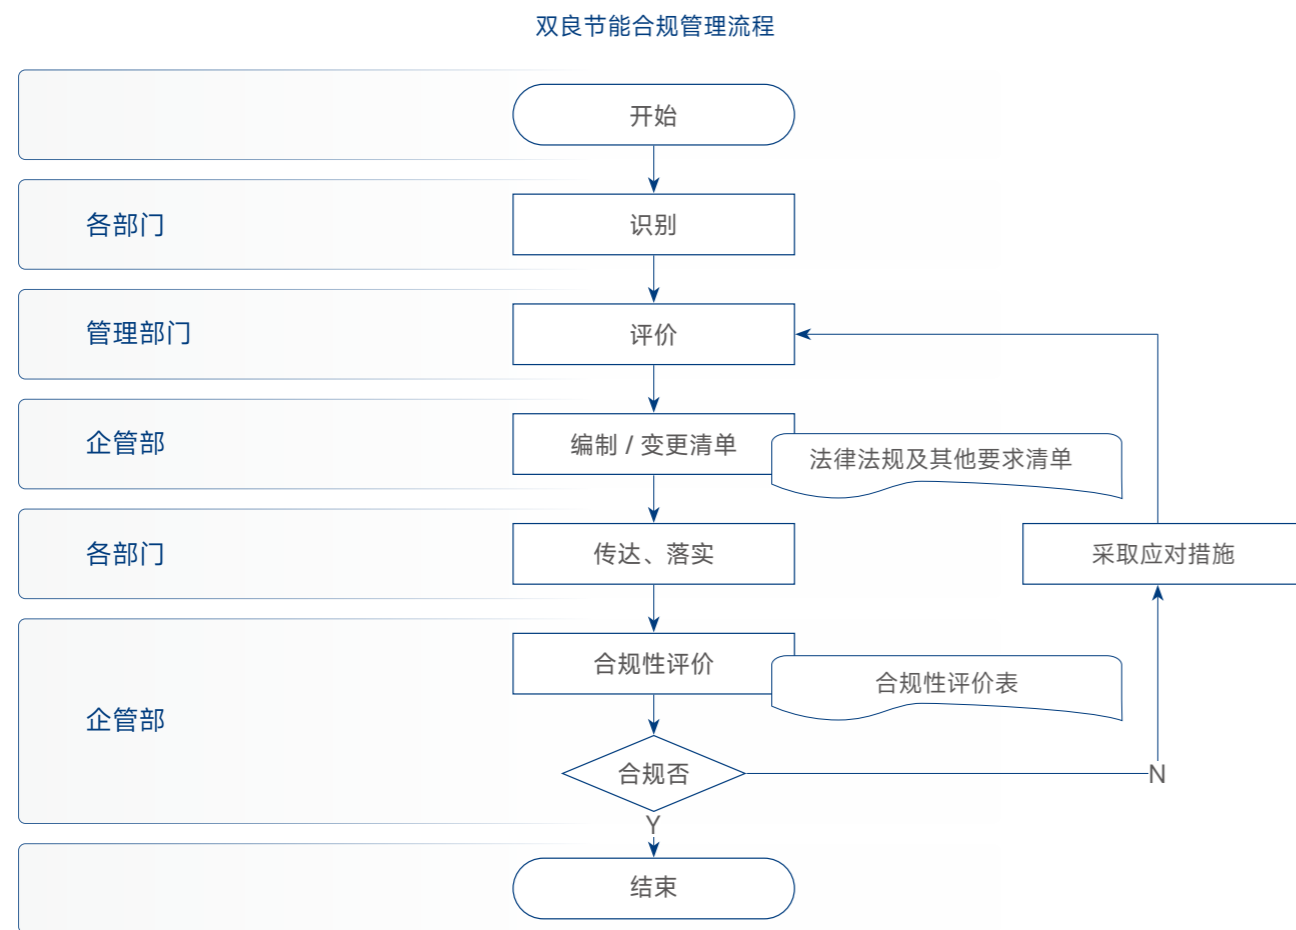 双良节能合规管理流程
开始
各部门
识别
管理部门
评价
企管部
编制 / 变更清单
法律法规及其他要求清单
各部门
传达、落实
采取应对措施
企管部
合规性评价
合规性评价表
合规否
N
Y
结束